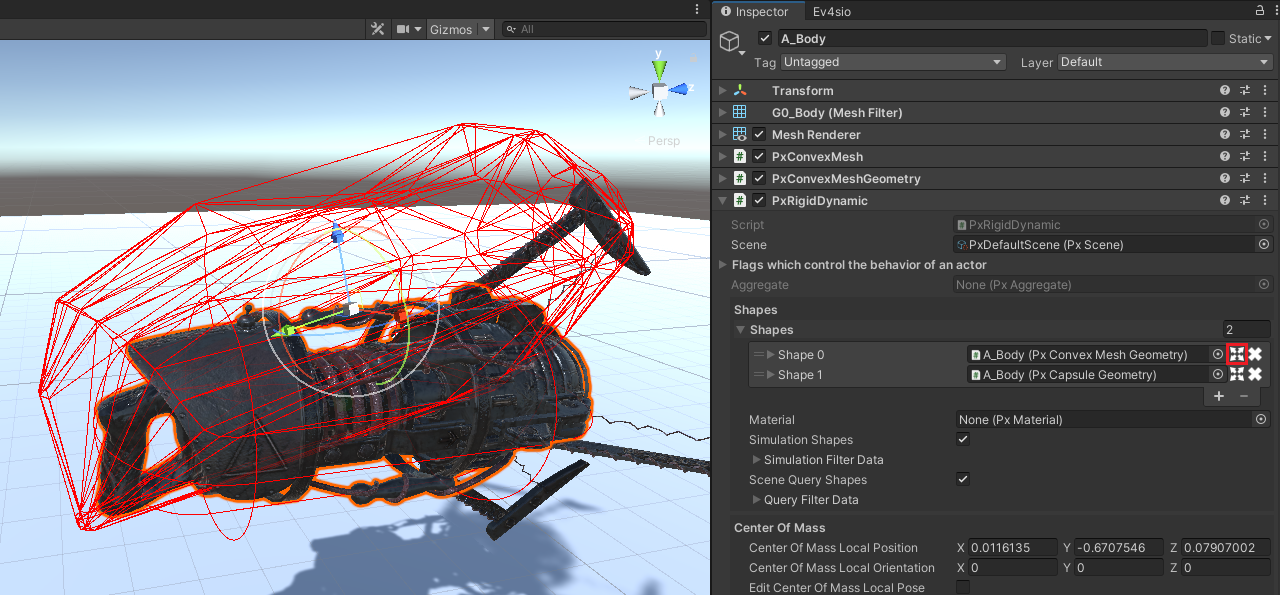 Inspector Ev4sio
Gizmos All
A_Body Static
Tag Untagged Layer Default
y
z
Persp
Transform
G0_Body (Mesh Filter)
Mesh Renderer
PxConvexMesh
PxConvexMeshGeometry
PxRigidDynamic
Script PxRigidDynamic
Scene PxDefaultScene (Px Scene)
Flags which control the behavior of an actor
Aggregate None (Px Aggregate)
Shapes
Shapes 2
Shape 0 A_Body (Px Convex Mesh Geometry)
Shape 1 A_Body (Px Capsule Geometry)
Material None (Px Material)
Simulation Shapes
Simulation Filter Data
Scene Query Shapes
Query Filter Data
Center Of Mass
Center Of Mass Local Position X 0.0116135 Y -0.6707546 Z 0.07907002
Center Of Mass Local Orientation X 0 Y 0 Z 0
Edit Center Of Mass Local Pose